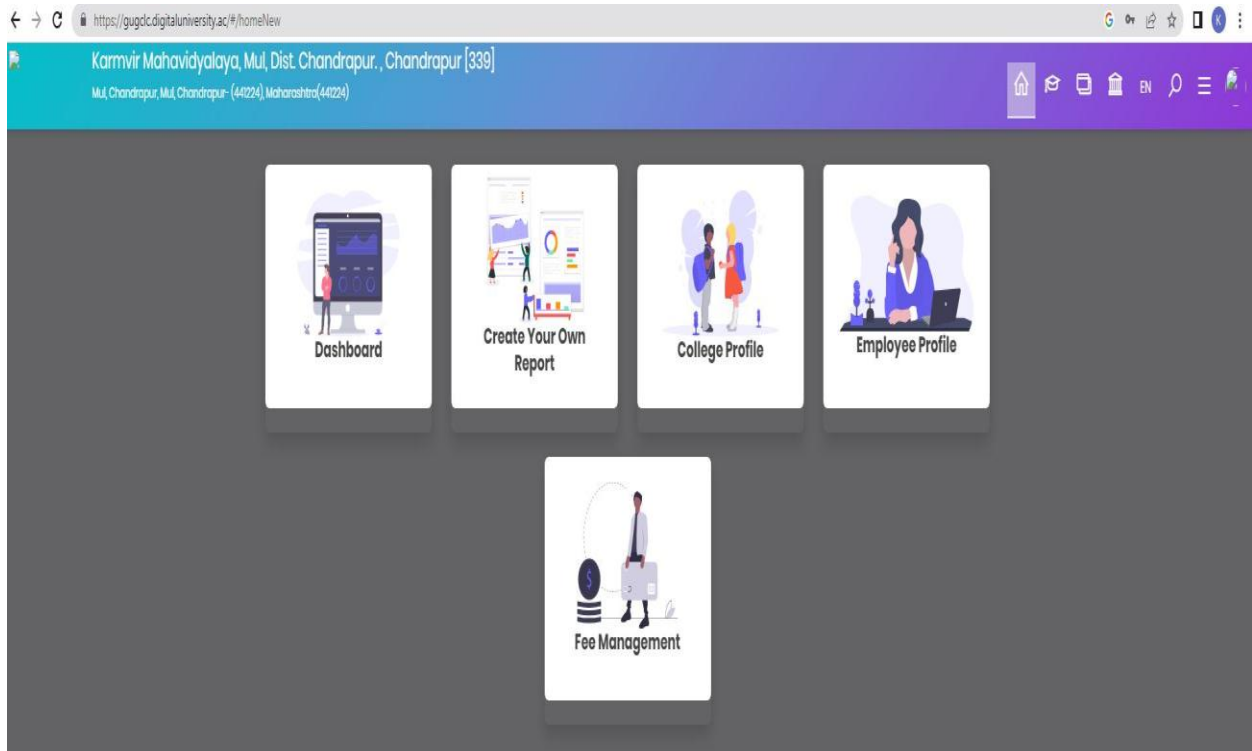 https://gugclc.digitaluniversity.ac/#/homeNew
Karmvir Mahavidyalaya, Mul, Dist. Chandrapur. , Chandrapur [339]
Mul, Chandrapur, Mul, Chandrapur- (441224), Maharashtra(441224)
EN
K
Dashboard
Create Your Own
Report
College Profile
Employee Profile
$
Fee Management